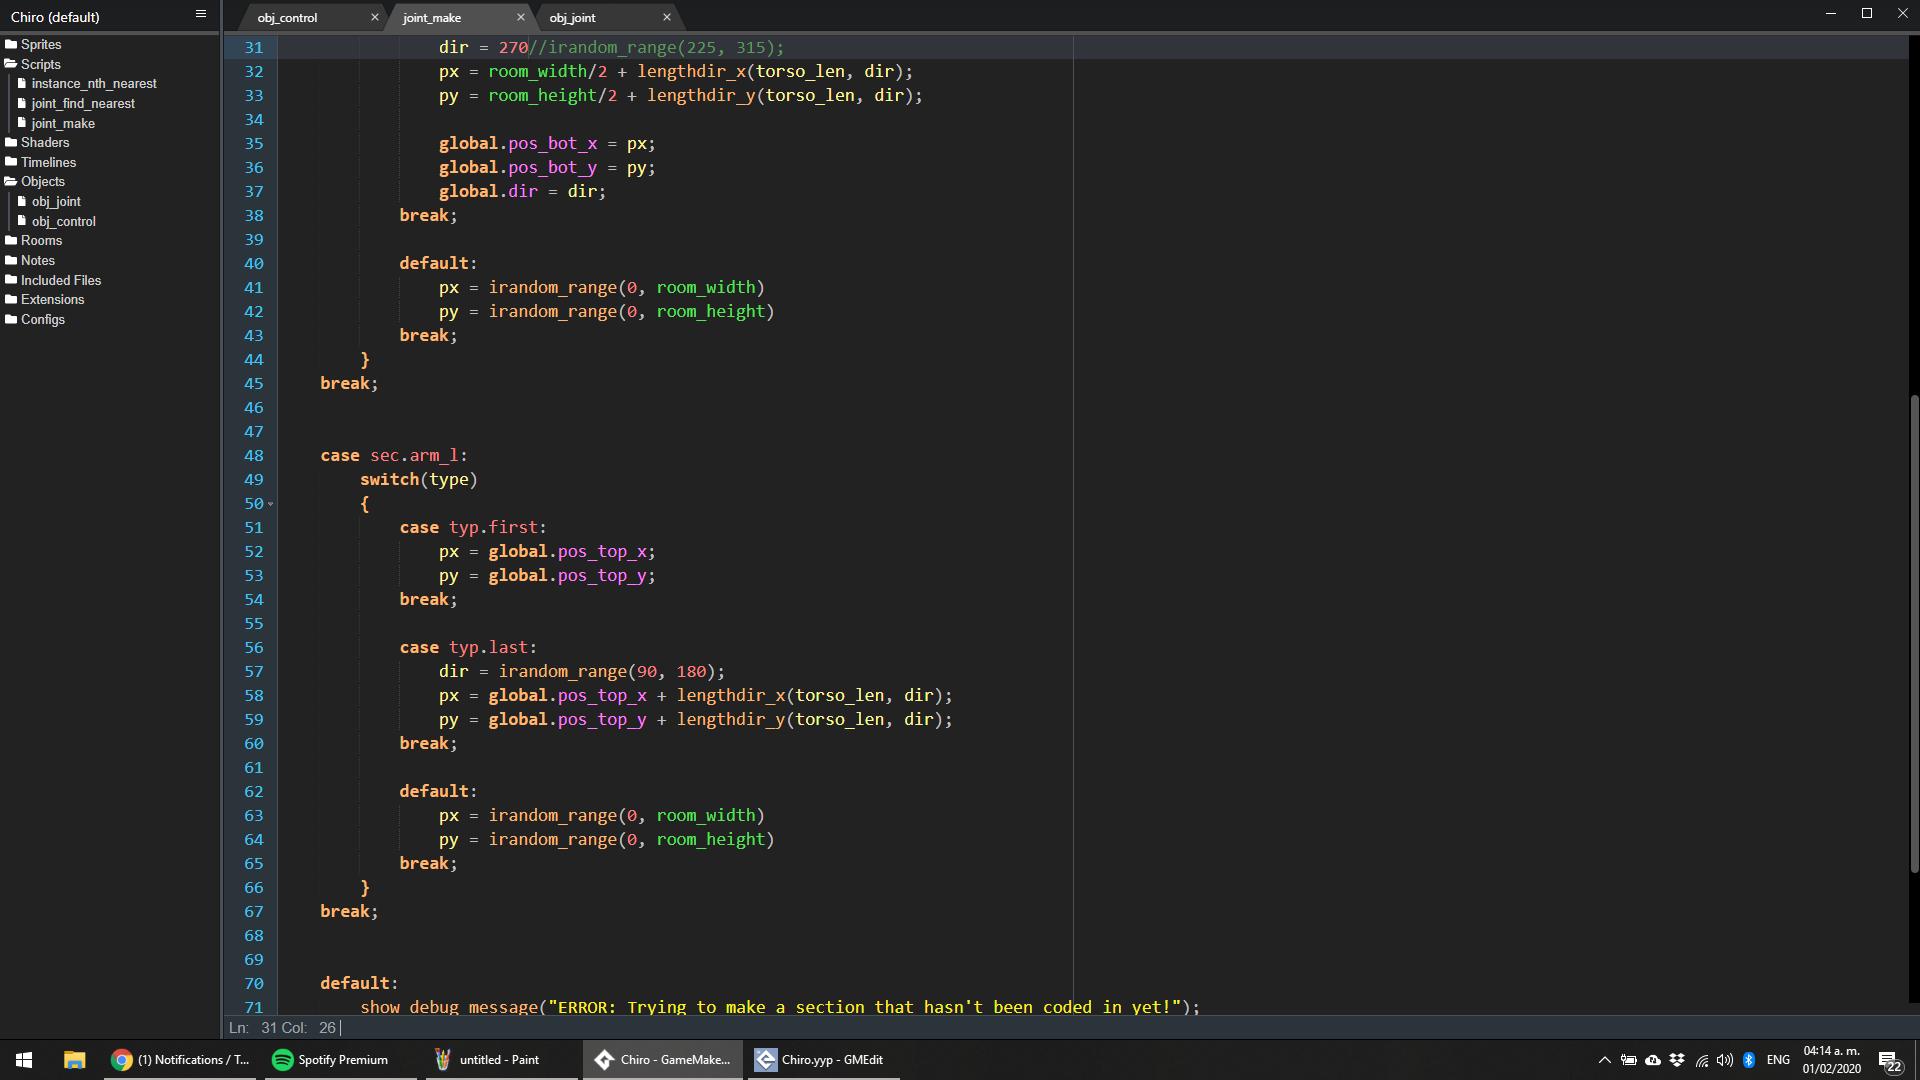 Chiro (default)
Sprites
Scripts
instance_nth_nearest
joint_find_nearest
joint_make
Shaders
Timelines
Objects
obj_joint
obj_control
Rooms
Notes
Included Files
Extensions
Configs
obj_control
joint_make
obj_joint
31 dir = 270//irandom_range(225, 315);
32 px = room_width/2 + lengthdir_x(torso_len, dir);
33 py = room_height/2 + lengthdir_y(torso_len, dir);
34
35 global.pos_bot_x = px;
36 global.pos_bot_y = py;
37 global.dir = dir;
38 break;
39
40 default:
41 px = irandom_range(0, room_width)
42 py = irandom_range(0, room_height)
43 break;
44 }
45 break;
46
47
48 case sec.arm_l:
49 switch(type)
50 {
51 case typ.first:
52 px = global.pos_top_x;
53 py = global.pos_top_y;
54 break;
55
56 case typ.last:
57 dir = irandom_range(90, 180);
58 px = global.pos_top_x + lengthdir_x(torso_len, dir);
59 py = global.pos_top_y + lengthdir_y(torso_len, dir);
60 break;
61
62 default:
63 px = irandom_range(0, room_width)
64 py = irandom_range(0, room_height)
65 break;
66 }
67 break;
68
69
70 default:
71 show_debug_message("ERROR: Trying to make a section that hasn't been coded in yet!");
Ln: 31 Col: 26
(1) Notifications / T...
Spotify Premium
untitled - Paint
Chiro - GameMake...
Chiro.yyp - GMEdit
ENG
04:14 a. m.
01/02/2020
22